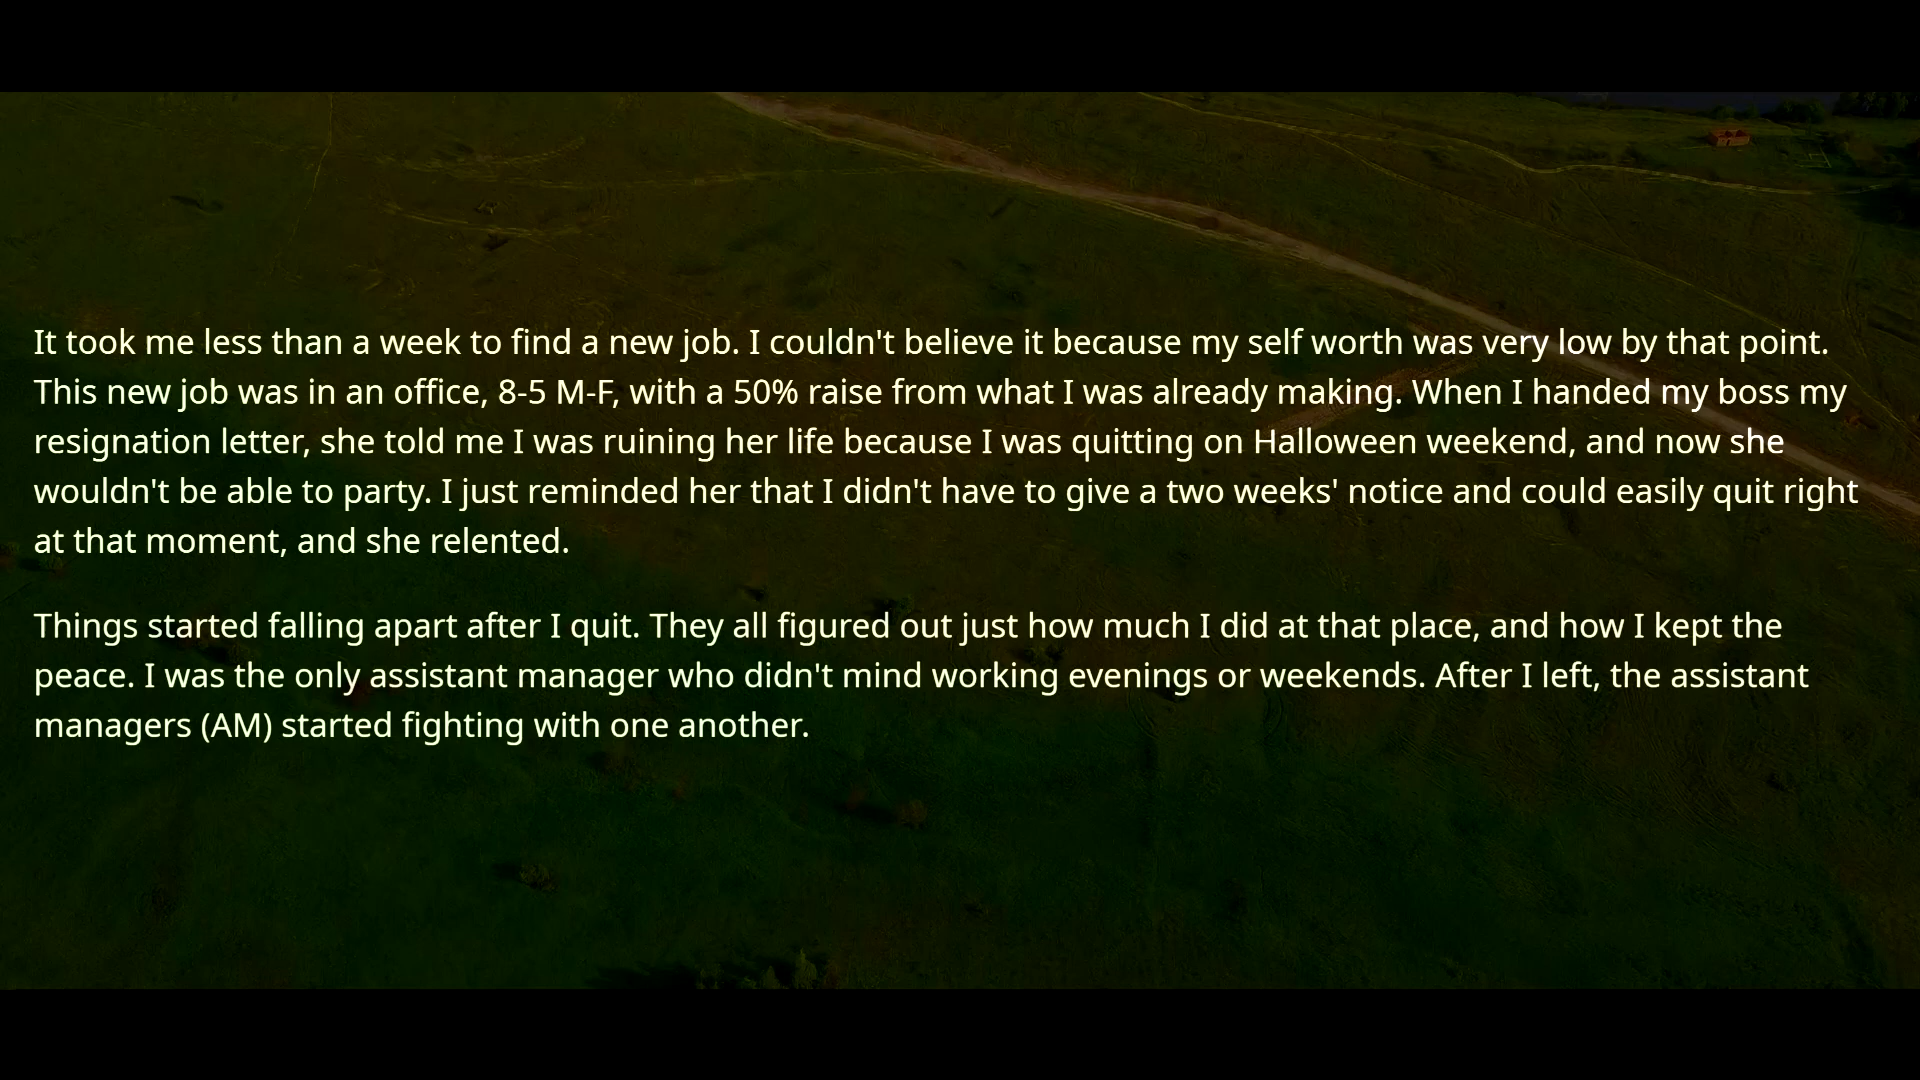 It took me less than a week to find a new job. I couldn't believe it because my self worth was very low by that point.
This new job was in an office, 8-5 M-F, with a 50% raise from what I was already making. When I handed my boss my
resignation letter, she told me I was ruining her life because I was quitting on Halloween weekend, and now she
wouldn't be able to party. I just reminded her that I didn't have to give a two weeks' notice and could easily quit right
at that moment, and she relented.
Things started falling apart after I quit. They all figured out just how much I did at that place, and how I kept the
peace. I was the only assistant manager who didn't mind working evenings or weekends. After I left, the assistant
managers (AM) started fighting with one another.